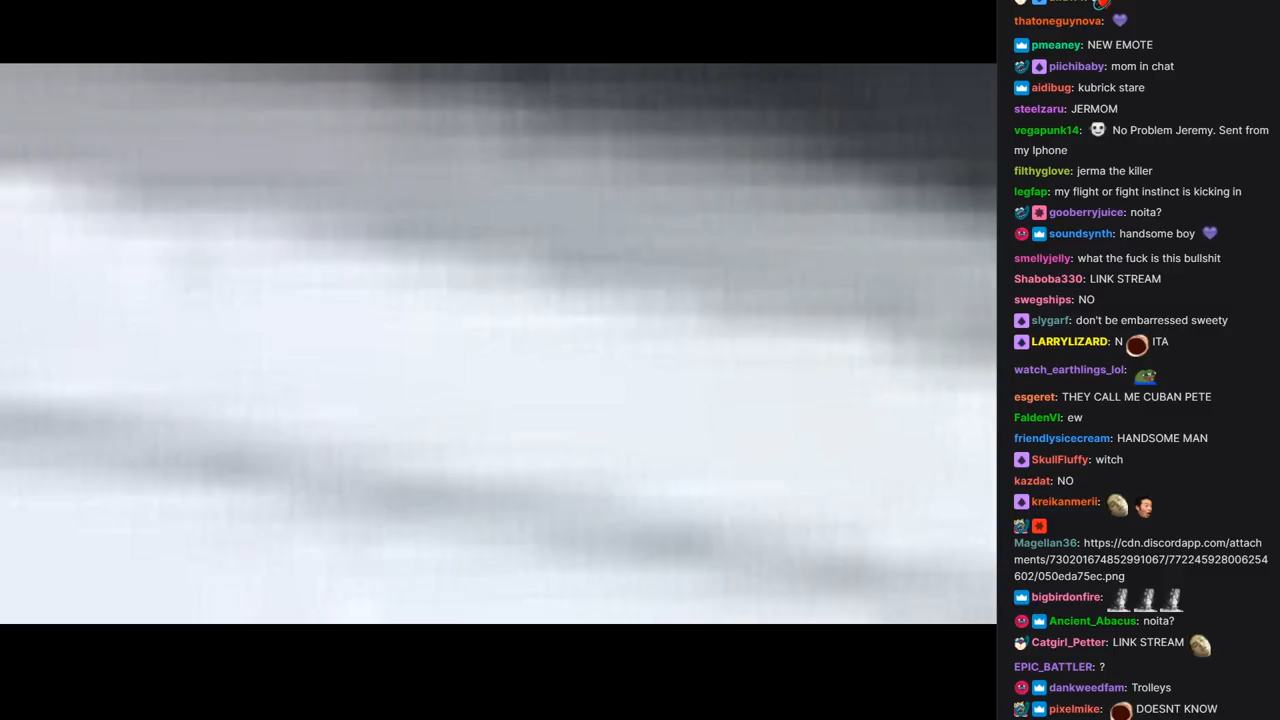 thatoneguynova:
pmeaney: NEW EMOTE
piichibaby: mom in chat
aidibug: kubrick stare
steelzaru: JERMOM
vegapunk14: No Problem Jeremy. Sent from
my Iphone
filthyglove: jerma the killer
legfap: my flight or fight instinct is kicking in
gooberryjuice: noita?
soundsynth: handsome boy
smellyjelly: what the fuck is this bullshit
Shaboba330: LINK STREAM
swegships: NO
slygarf: don't be embarressed sweety
LARRYLIZARD: N ITA
watch_earthlings_lol:
esgeret: THEY CALL ME CUBAN PETE
FaldenVI: ew
friendlysicecream: HANDSOME MAN
SkullFluffy: witch
kazdat: NO
kreikanmerii:
Magellan36: https://cdn.discordapp.com/attach
ments/730201674852991067/772245928006254
602/050eda75ec.png
bigbirdonfire:
Ancient_Abacus: noita?
Catgirl_Petter: LINK STREAM
EPIC_BATTLER: ?
dankweedfam: Trolleys
pixelmike: DOESNT KNOW